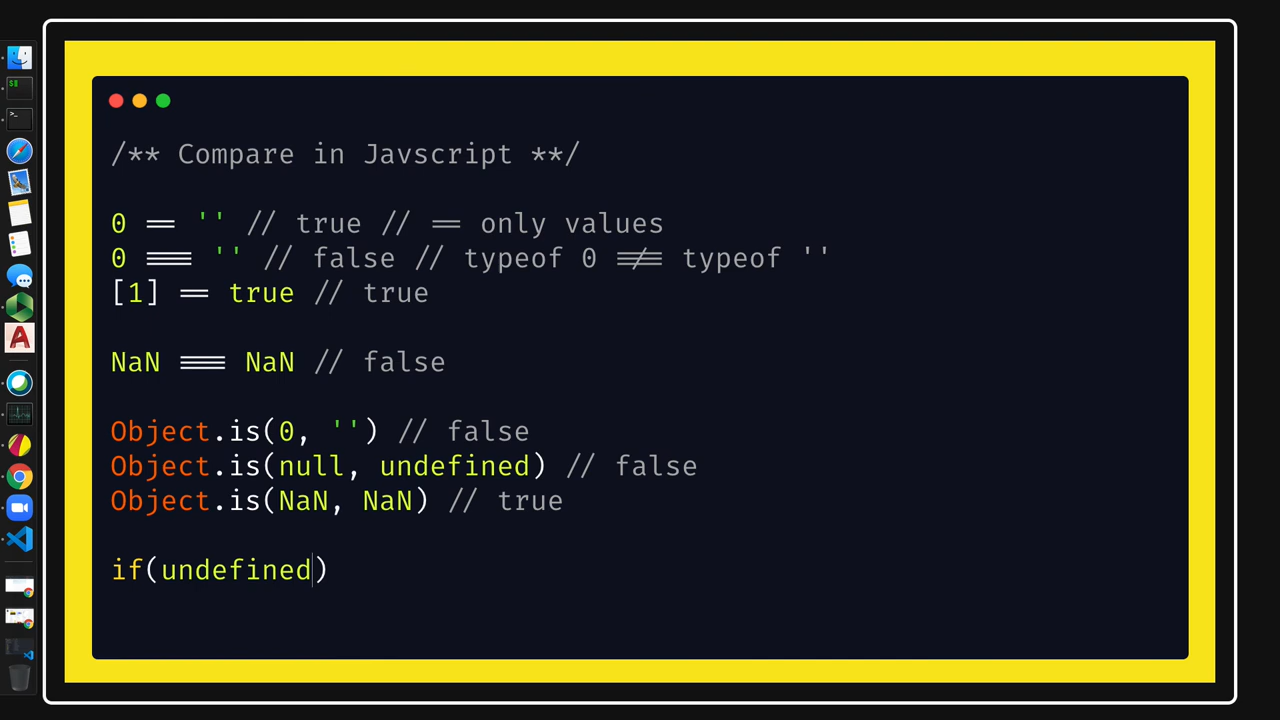 /** Compare in Javscript **/
0 == '' // true // == only values
0 === '' // false // typeof 0 !== typeof ''
[1] == true // true
NaN === NaN // false
Object.is(0, '') // false
Object.is(null, undefined) // false
Object.is(NaN, NaN) // true
if(undefined)